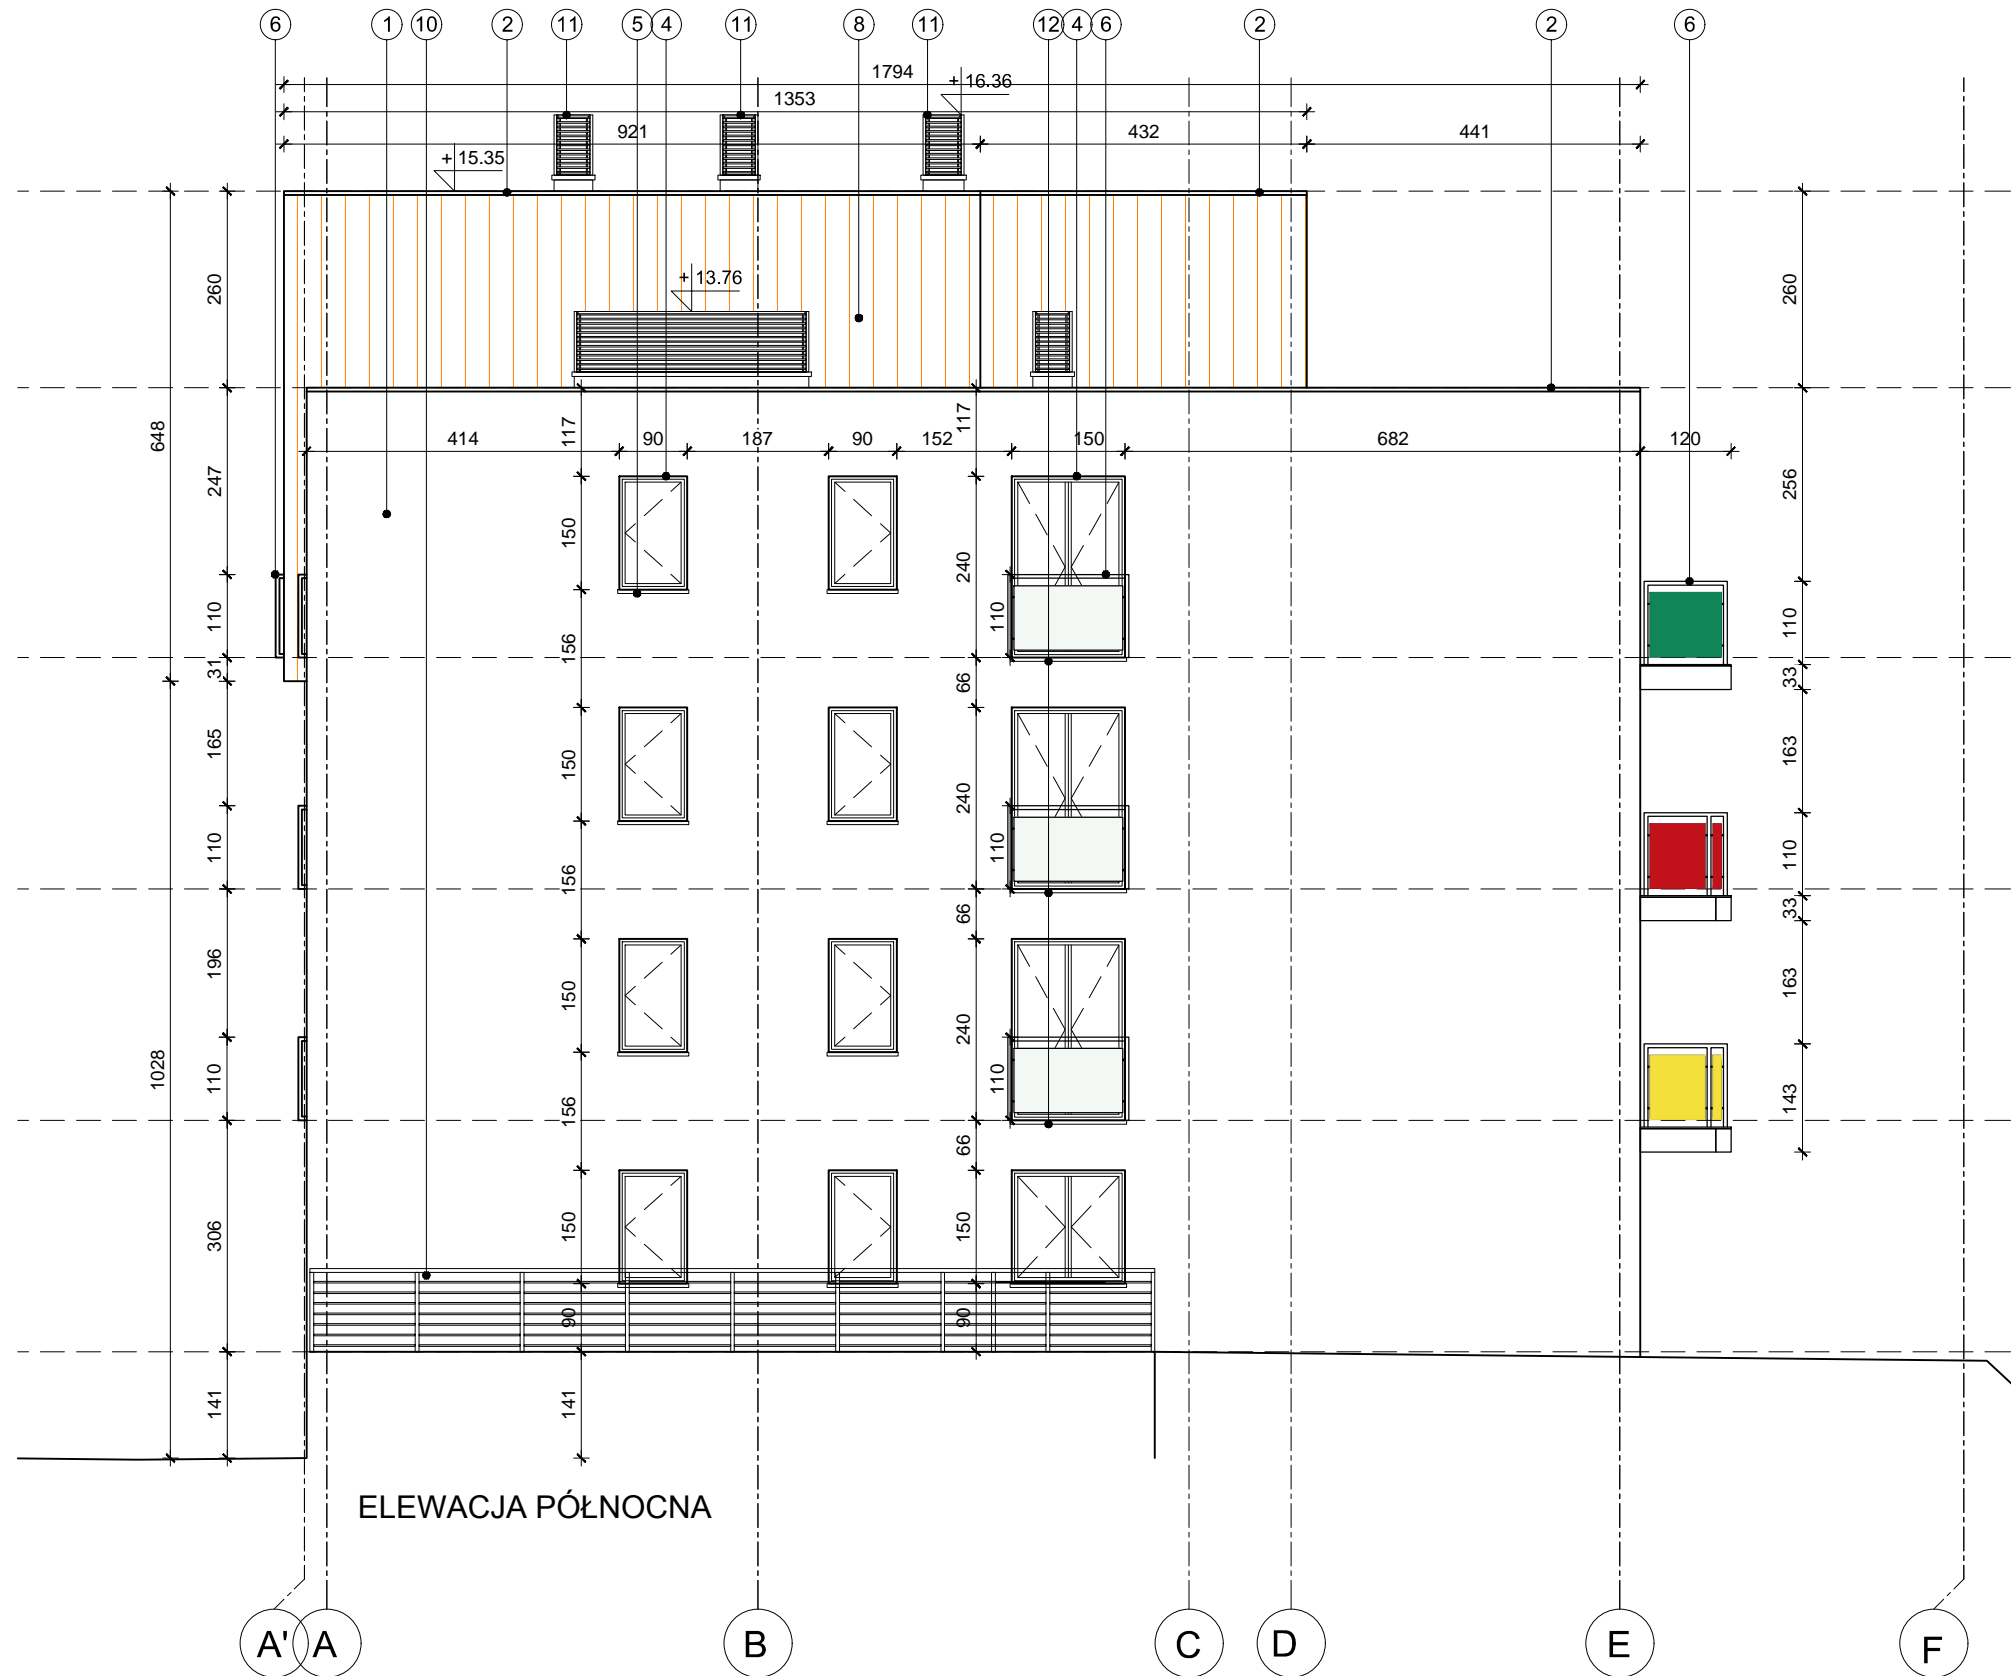 6 1 10 2 11 5 4 11 8 11 12 4 6 2 2 6
1794
+ 16.36
1353
921 432 441
+ 15.35
260 260
+ 13.76
648
117 117
414 90 187 90 152 150 682 120
247 256
150 240
110 110 110
156
31 66 33
165 163
150 240
110 110 110
156
66 33
196 163
150 240
1028
110 110 143
156
66
306 150 150
90 90
141 141
ELEWACJA PÓŁNOCNA
A' A B C D E F